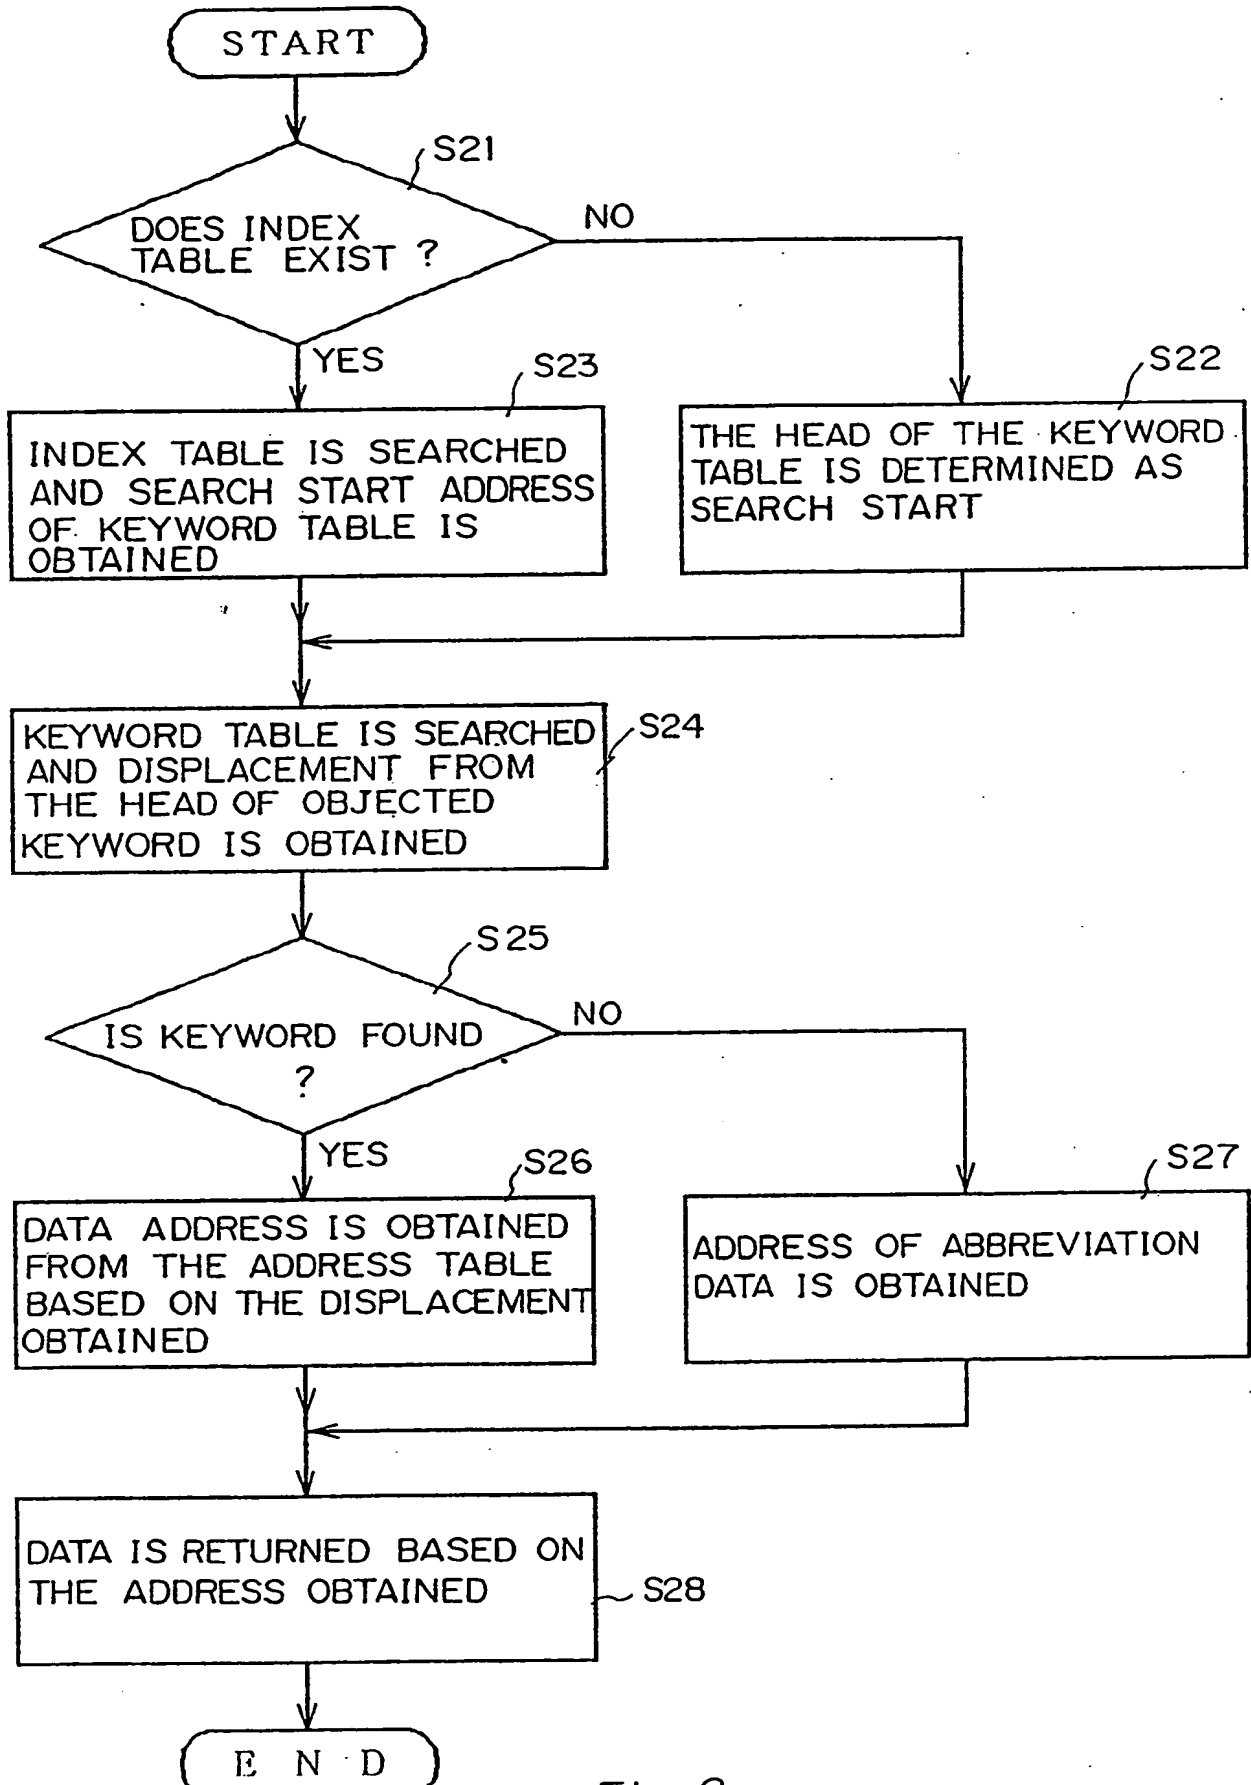 START
S21
DOES INDEX
TABLE EXIST ?
NO
YES
S23
INDEX TABLE IS SEARCHED
AND SEARCH START ADDRESS
OF KEYWORD TABLE IS
OBTAINED
S22
THE HEAD OF THE KEYWORD
TABLE IS DETERMINED AS
SEARCH START
KEYWORD TABLE IS SEARCHED
AND DISPLACEMENT FROM
THE HEAD OF OBJECTED
KEYWORD IS OBTAINED
S24
S25
IS KEYWORD FOUND
?
NO
YES
S26
DATA ADDRESS IS OBTAINED
FROM THE ADDRESS TABLE
BASED ON THE DISPLACEMENT
OBTAINED
S27
ADDRESS OF ABBREVIATION
DATA IS OBTAINED
DATA IS RETURNED BASED ON
THE ADDRESS OBTAINED
S28
END